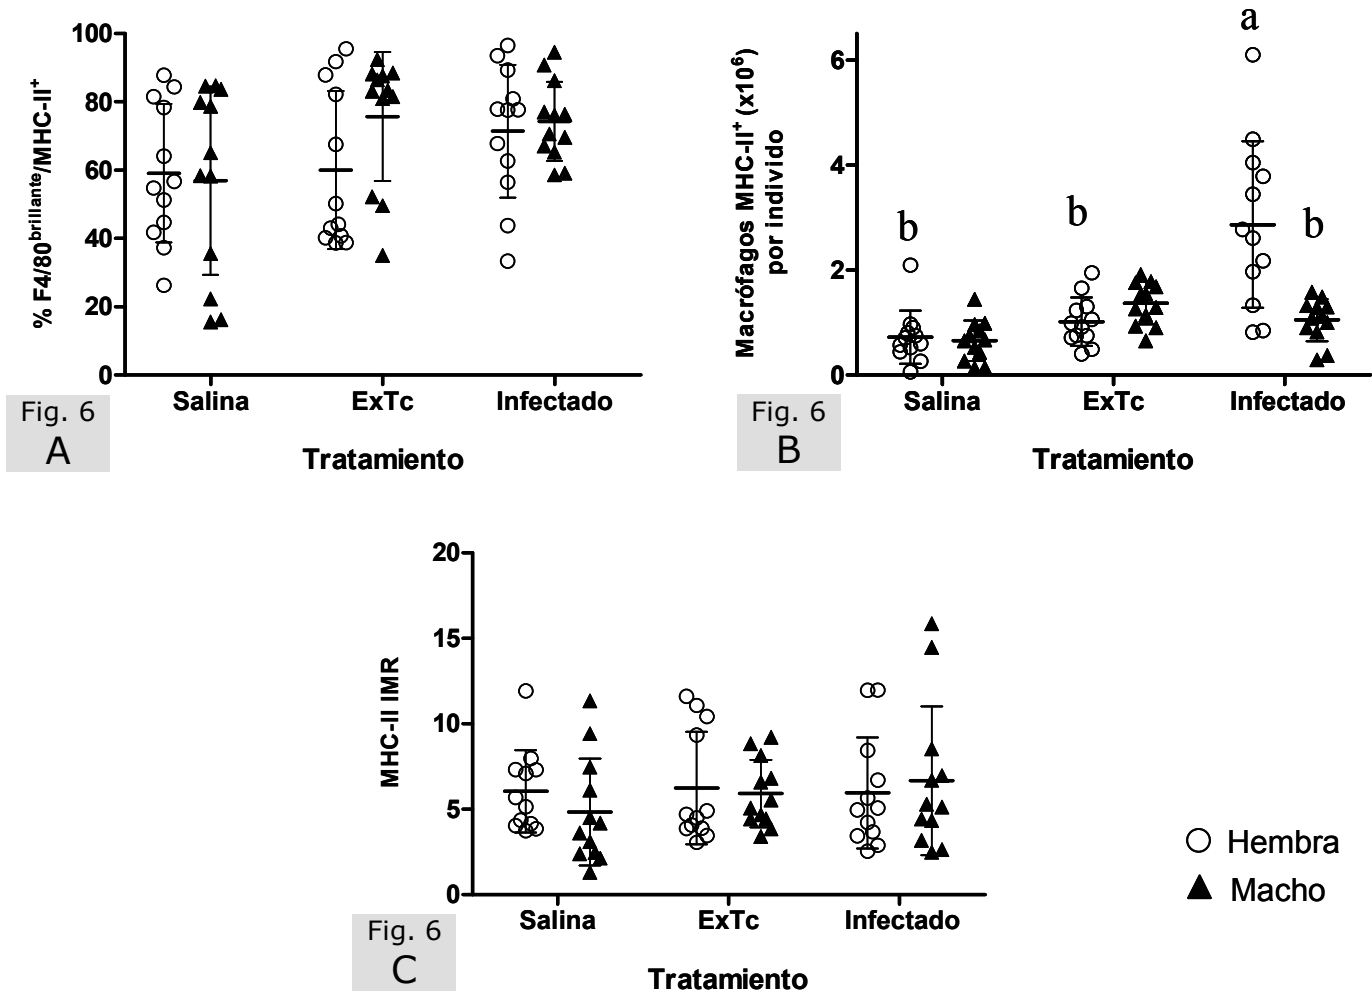 100
80
60
40
20
0
% F4/80brillante/MHC-II+
Salina ExTc Infectado
Tratamiento
Fig. 6
A
6
4
2
0
Macrófagos MHC-II+ (x10⁶)
por individo
b
b
a
b
Salina ExTc Infectado
Tratamiento
Fig. 6
B
20
15
10
5
0
MHC-II IMR
Salina ExTc Infectado
Tratamiento
Fig. 6
C
Hembra
Macho